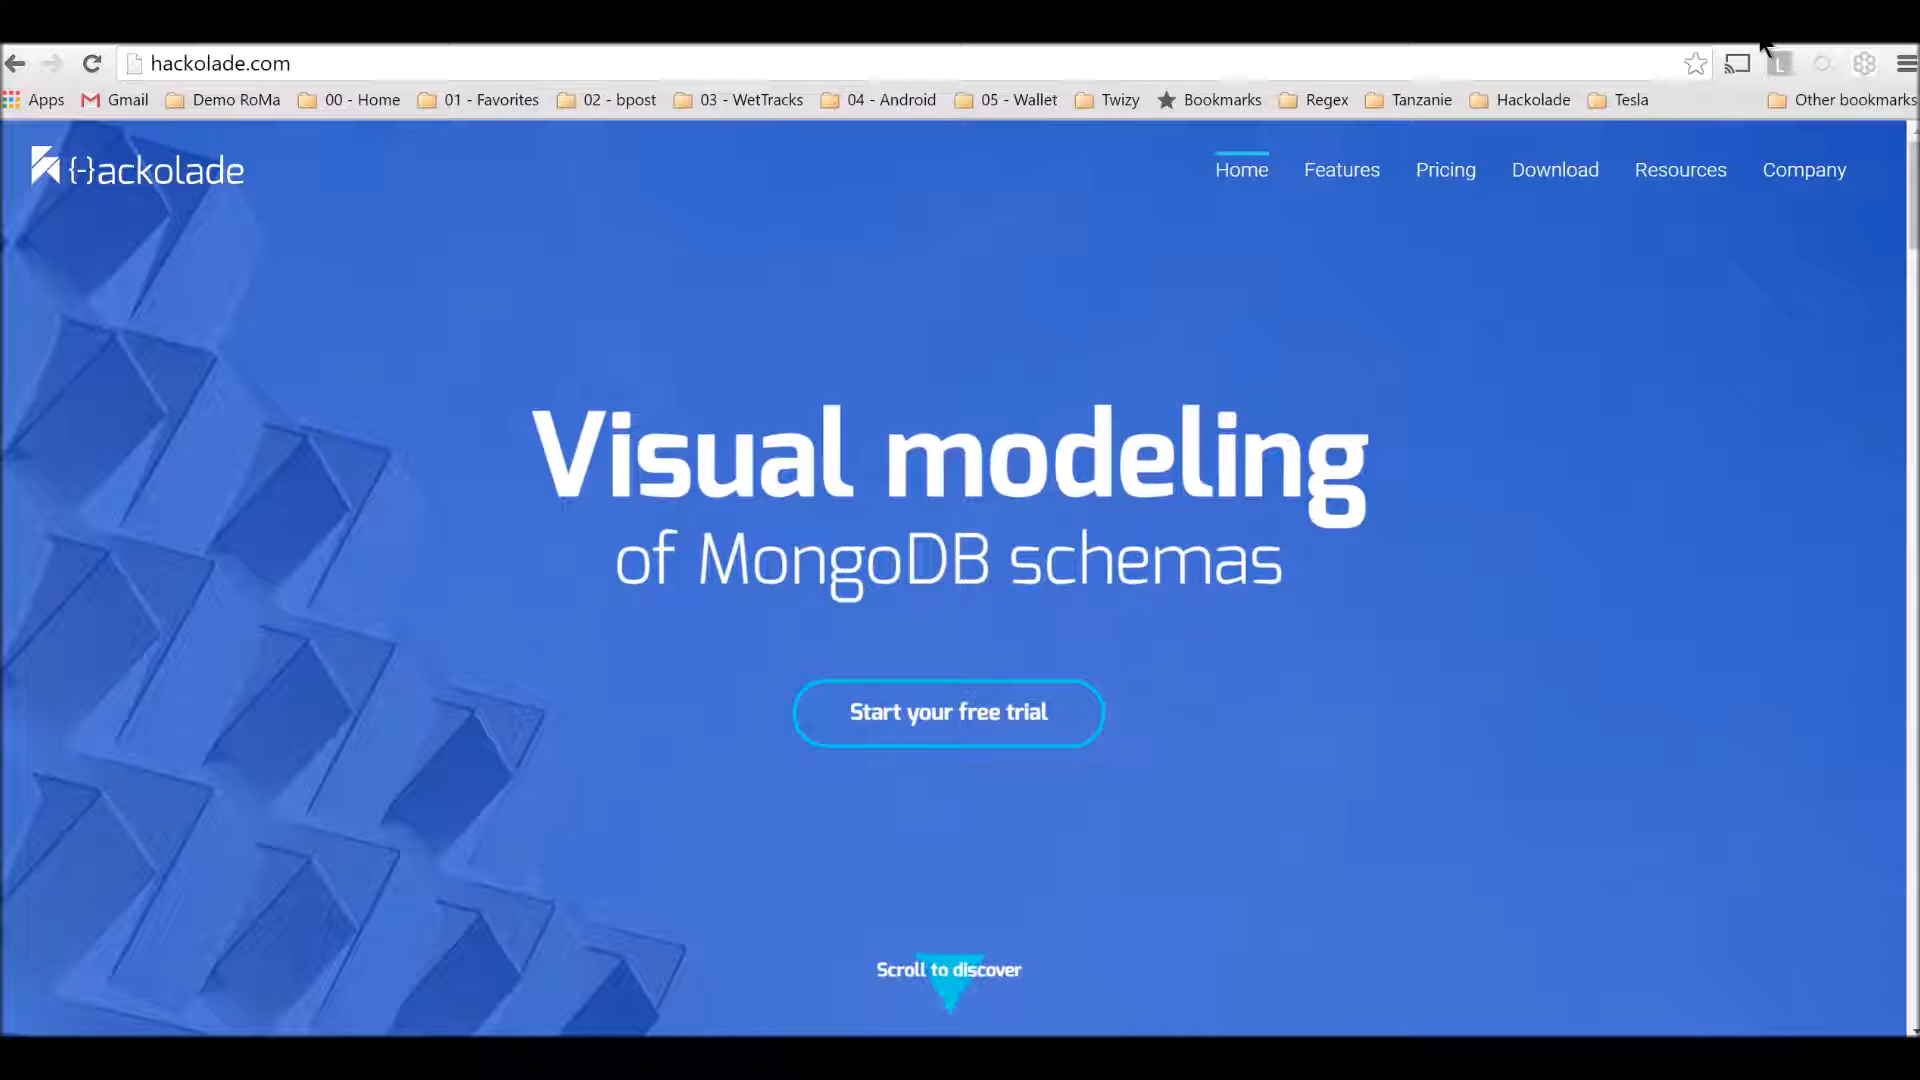 hackolade.com
Apps Gmail Demo RoMa 00 - Home 01 - Favorites 02 - bpost 03 - WetTracks 04 - Android 05 - Wallet Twizy Bookmarks Regex Tanzanie Hackolade Tesla Other bookmarks
{-}ackolade Home Features Pricing Download Resources Company
Visual modeling
of MongoDB schemas
Start your free trial
Scroll to discover